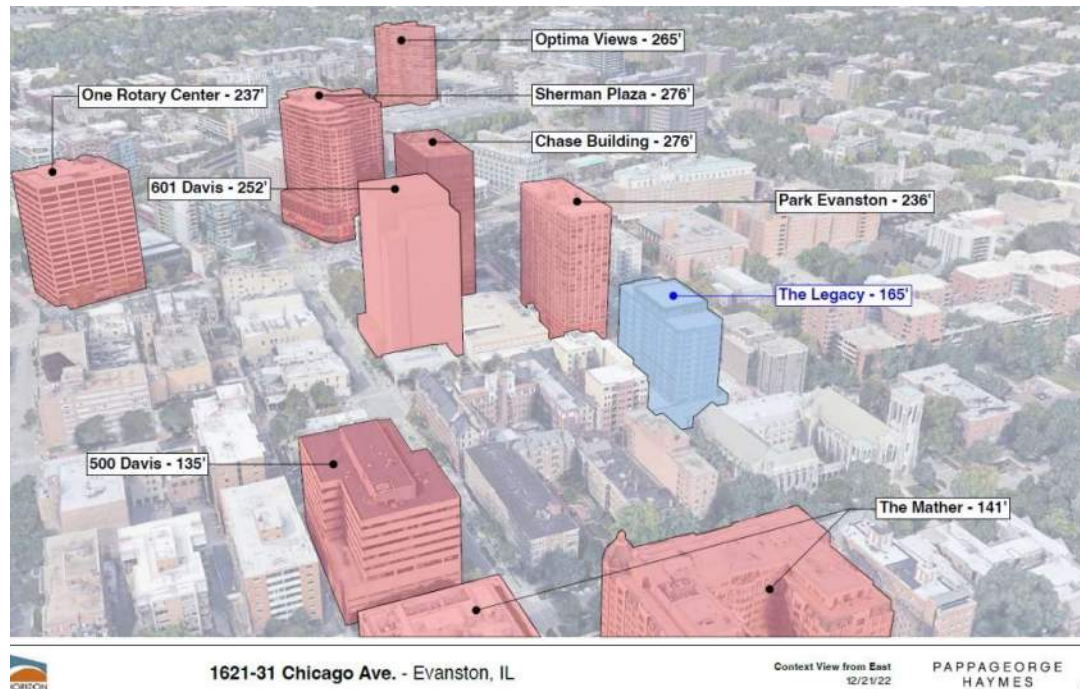 Optima Views - 265'
One Rotary Center - 237'
Sherman Plaza - 276'
Chase Building - 276'
601 Davis - 252'
Park Evanston - 236'
The Legacy - 165'
500 Davis - 135'
The Mather - 141'
HORIZON
1621-31 Chicago Ave. - Evanston, IL
Context View from East
12/21/22
PAPPAGEORGE
HAYMES